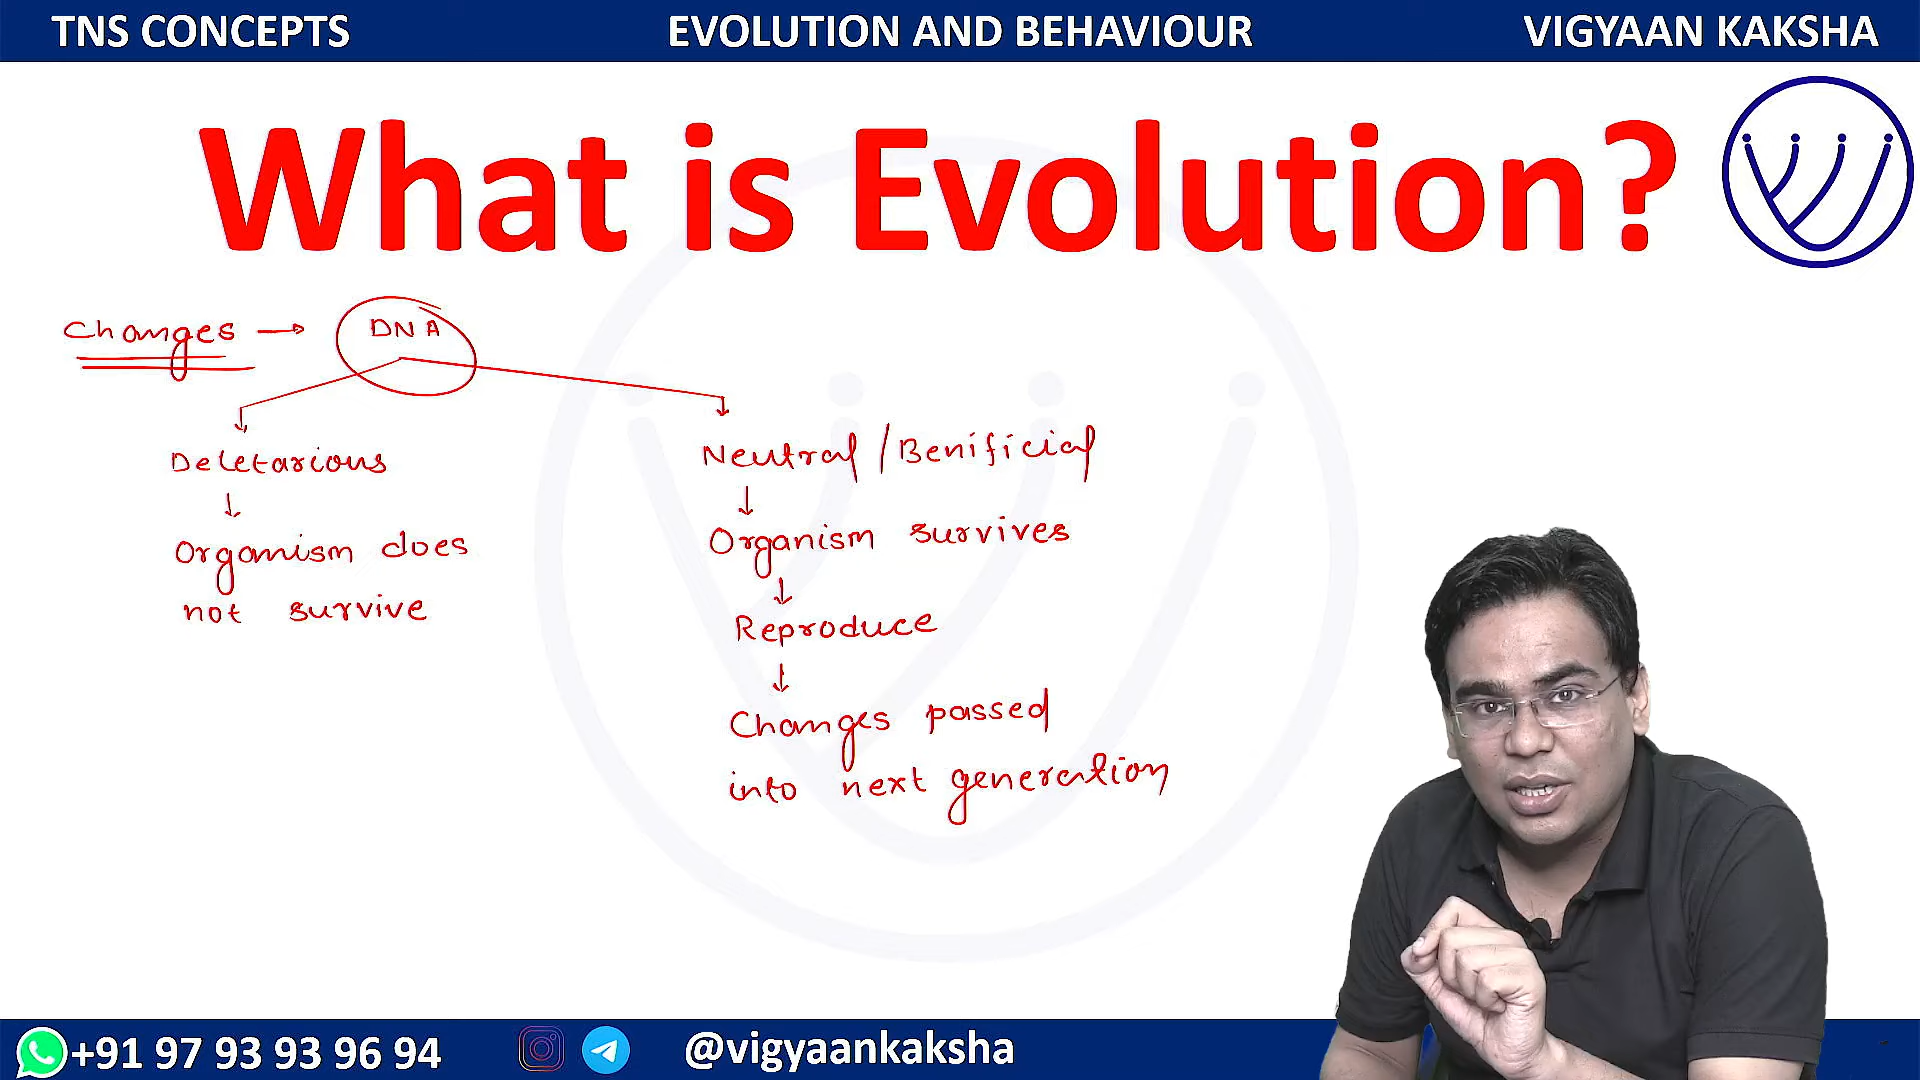 TNS CONCEPTS
EVOLUTION AND BEHAVIOUR
VIGYAAN KAKSHA
What is Evolution?
Changes → DNA
Deletarious
↓
Organism does
not survive
Neutral / Benificial
↓
Organism survives
↓
Reproduce
↓
Changes passed
into next generation
+91 97 93 93 96 94
@vigyaankaksha